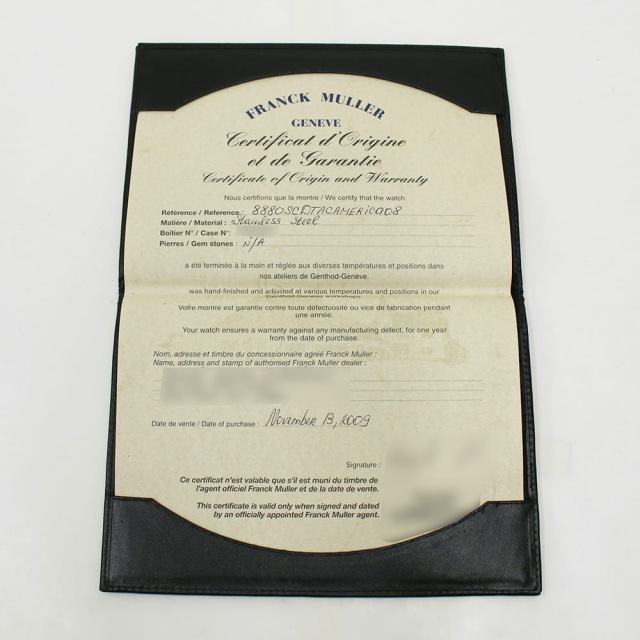 FRANCK MULLER
GENEVE
Certificat d'Origine
et de Garantie
Certificate of Origin and Warranty
Nous certifions que la montre / We certify that the watch
Référence / Reference: 8880SCDTACAMERICA08
Matière / Material : Stainless Steel
Boîtier N° / Case N°:
Pierres / Gem stones : N/A
a été terminée à la main et réglée aux diverses températures et positions dans
nos ateliers de Genthod-Genève.
was hand-finished and adjusted at various temperatures and positions in our
Genthod-Geneva workshops.
Votre montre est garantie contre toute défectuosité ou vice de fabrication pendant
une année.
Your watch ensures a warranty against any manufacturing defect, for one year
from the date of purchase.
Nom, adresse et timbre du concessionaire agréé Franck Muller :
Name, address and stamp of authorised Franck Muller dealer :
Date de vente / Date of purchase : November 13, 2009
Signature :
Ce certificat n'est valable que s'il est muni du timbre de
l'agent officiel Franck Muller et de la date de vente.
This certificate is valid only when signed and dated
by an officially appointed Franck Muller agent.